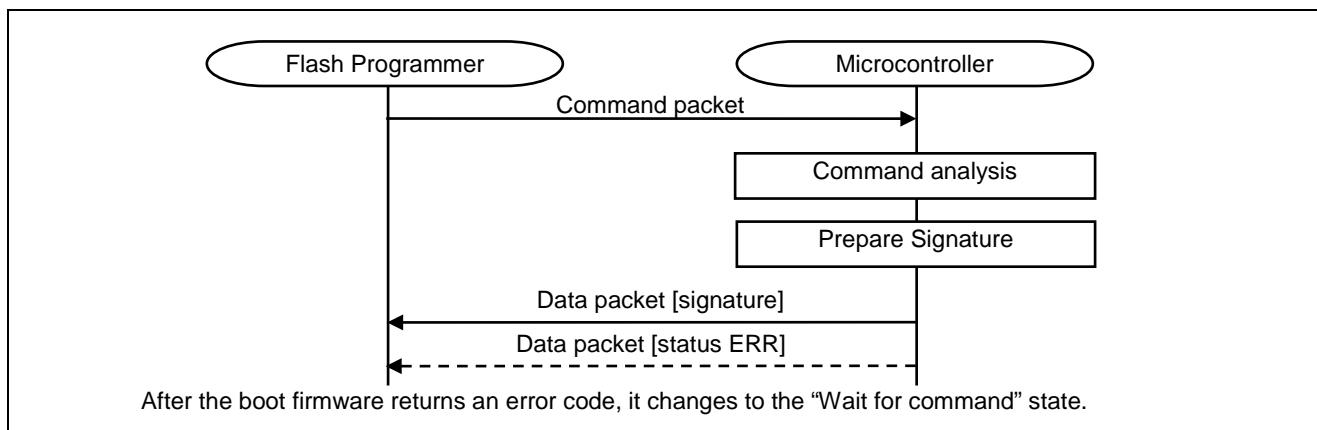 Flash Programmer
Microcontroller
Command packet
Command analysis
Prepare Signature
Data packet [signature]
Data packet [status ERR]
After the boot firmware returns an error code, it changes to the “Wait for command” state.